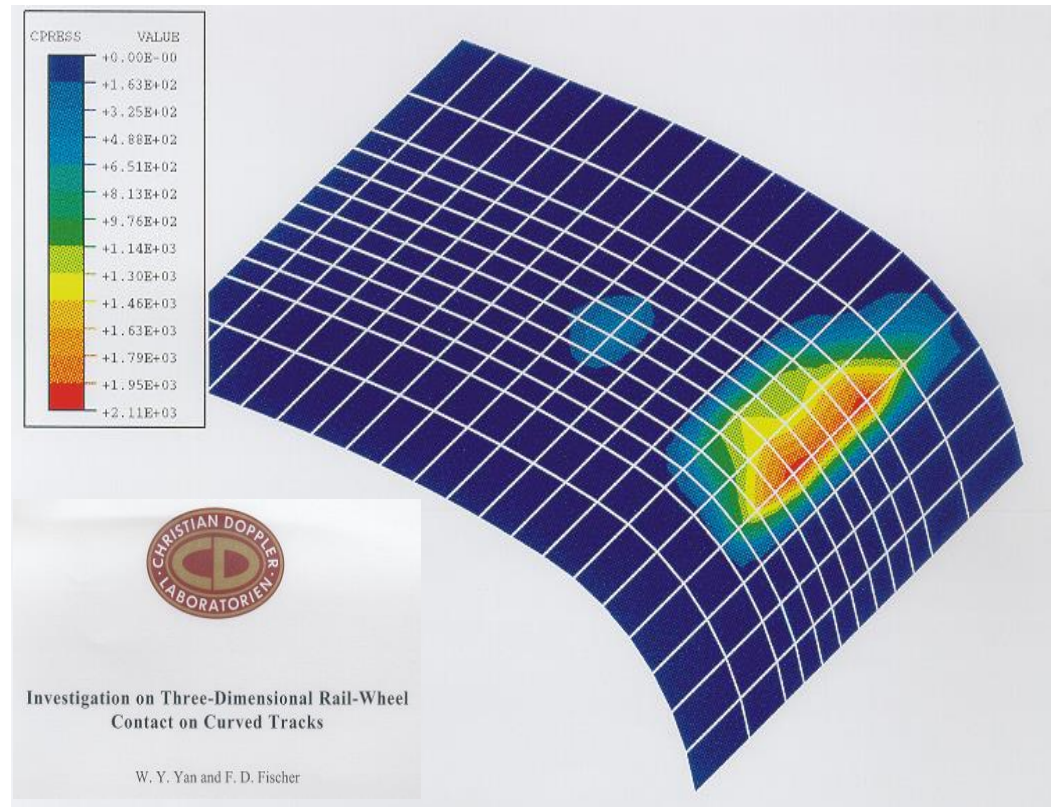 CPRESS VALUE
+0.00E-00
+1.63E+02
+3.25E+02
+4.88E+02
+6.51E+02
+8.13E+02
+9.76E+02
+1.14E+03
+1.30E+03
+1.46E+03
+1.63E+03
+1.79E+03
+1.95E+03
+2.11E+03
CHRISTIAN DOPPLER
CD
· LABORATORIEN ·
Investigation on Three-Dimensional Rail-Wheel
Contact on Curved Tracks
W. Y. Yan and F. D. Fischer